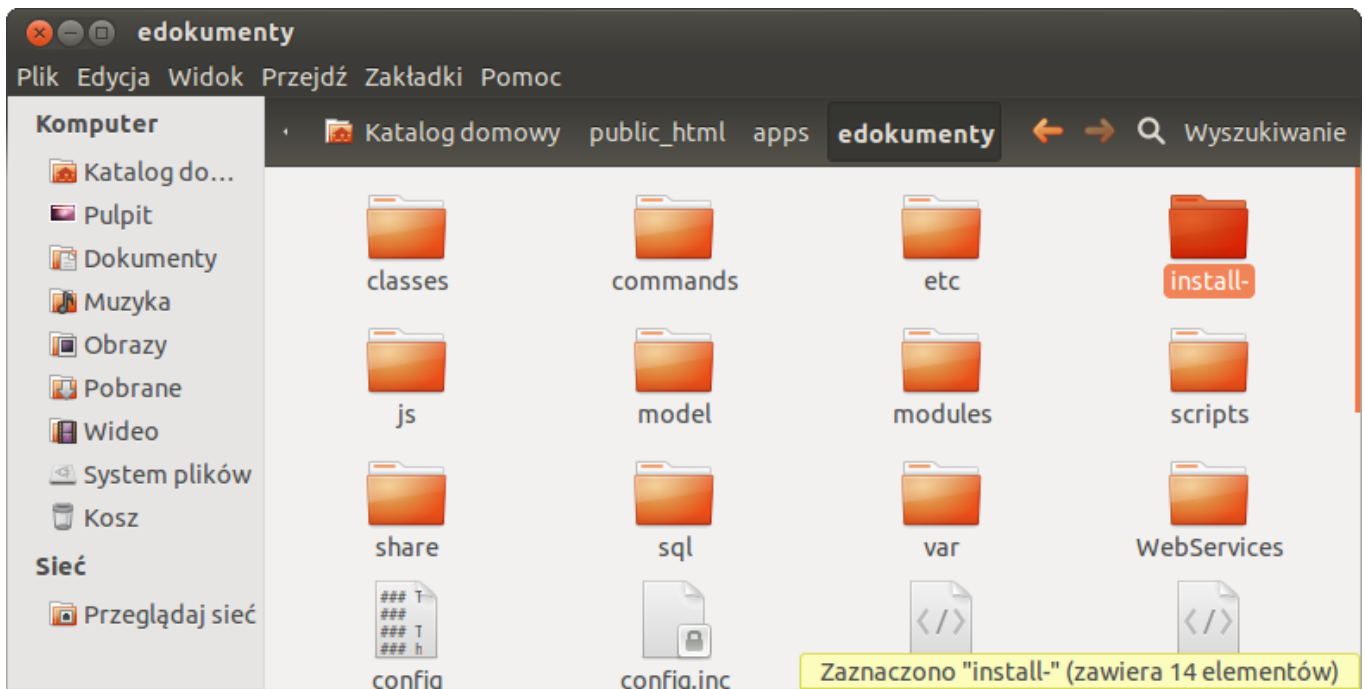 edokumenty
Plik Edycja Widok Przejdź Zakładki Pomoc
Komputer
Katalog do...
Pulpit
Dokumenty
Muzyka
Obrazy
Pobrane
Wideo
System plików
Kosz
Sieć
Przeglądaj sieć
Katalog domowy public_html apps edokumenty Wyszukiwanie
classes commands etc install-
js model modules scripts
share sql var WebServices
### T
###
### T
### h
</> </>
config config.inc
Zaznaczono "install-" (zawiera 14 elementów)